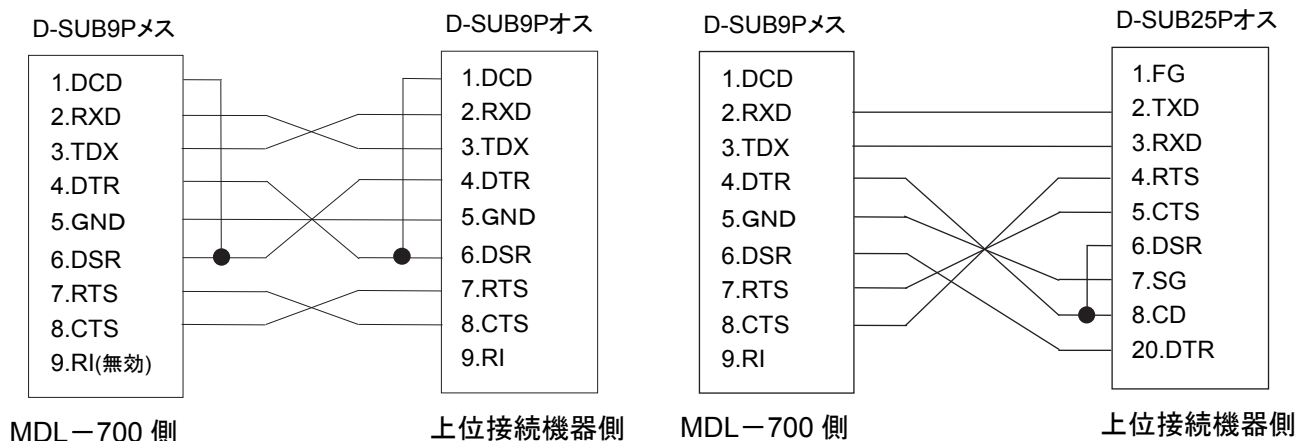 D-SUB9Pメス
1.DCD
2.RXD
3.TDX
4.DTR
5.GND
6.DSR
7.RTS
8.CTS
9.RI(無効)
MDL－700 側
D-SUB9Pオス
1.DCD
2.RXD
3.TDX
4.DTR
5.GND
6.DSR
7.RTS
8.CTS
9.RI
上位接続機器側
D-SUB9Pメス
1.DCD
2.RXD
3.TDX
4.DTR
5.GND
6.DSR
7.RTS
8.CTS
9.RI
MDL－700 側
D-SUB25Pオス
1.FG
2.TXD
3.RXD
4.RTS
5.CTS
6.DSR
7.SG
8.CD
20.DTR
上位接続機器側